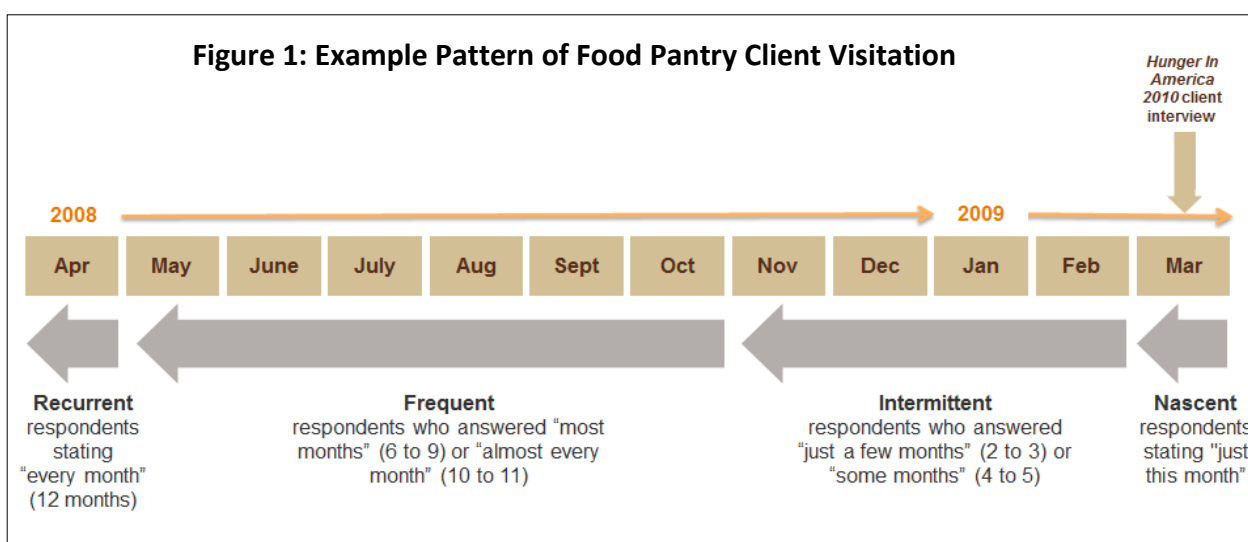 Figure 1: Example Pattern of Food Pantry Client Visitation
Hunger In
America
2010 client
interview
2008
2009
Apr
May
June
July
Aug
Sept
Oct
Nov
Dec
Jan
Feb
Mar
Recurrent
respondents
stating
“every month”
(12 months)
Frequent
respondents who answered “most
months” (6 to 9) or “almost every
month” (10 to 11)
Intermittent
respondents who answered
“just a few months” (2 to 3) or
“some months” (4 to 5)
Nascent
respondents
stating "just
this month”